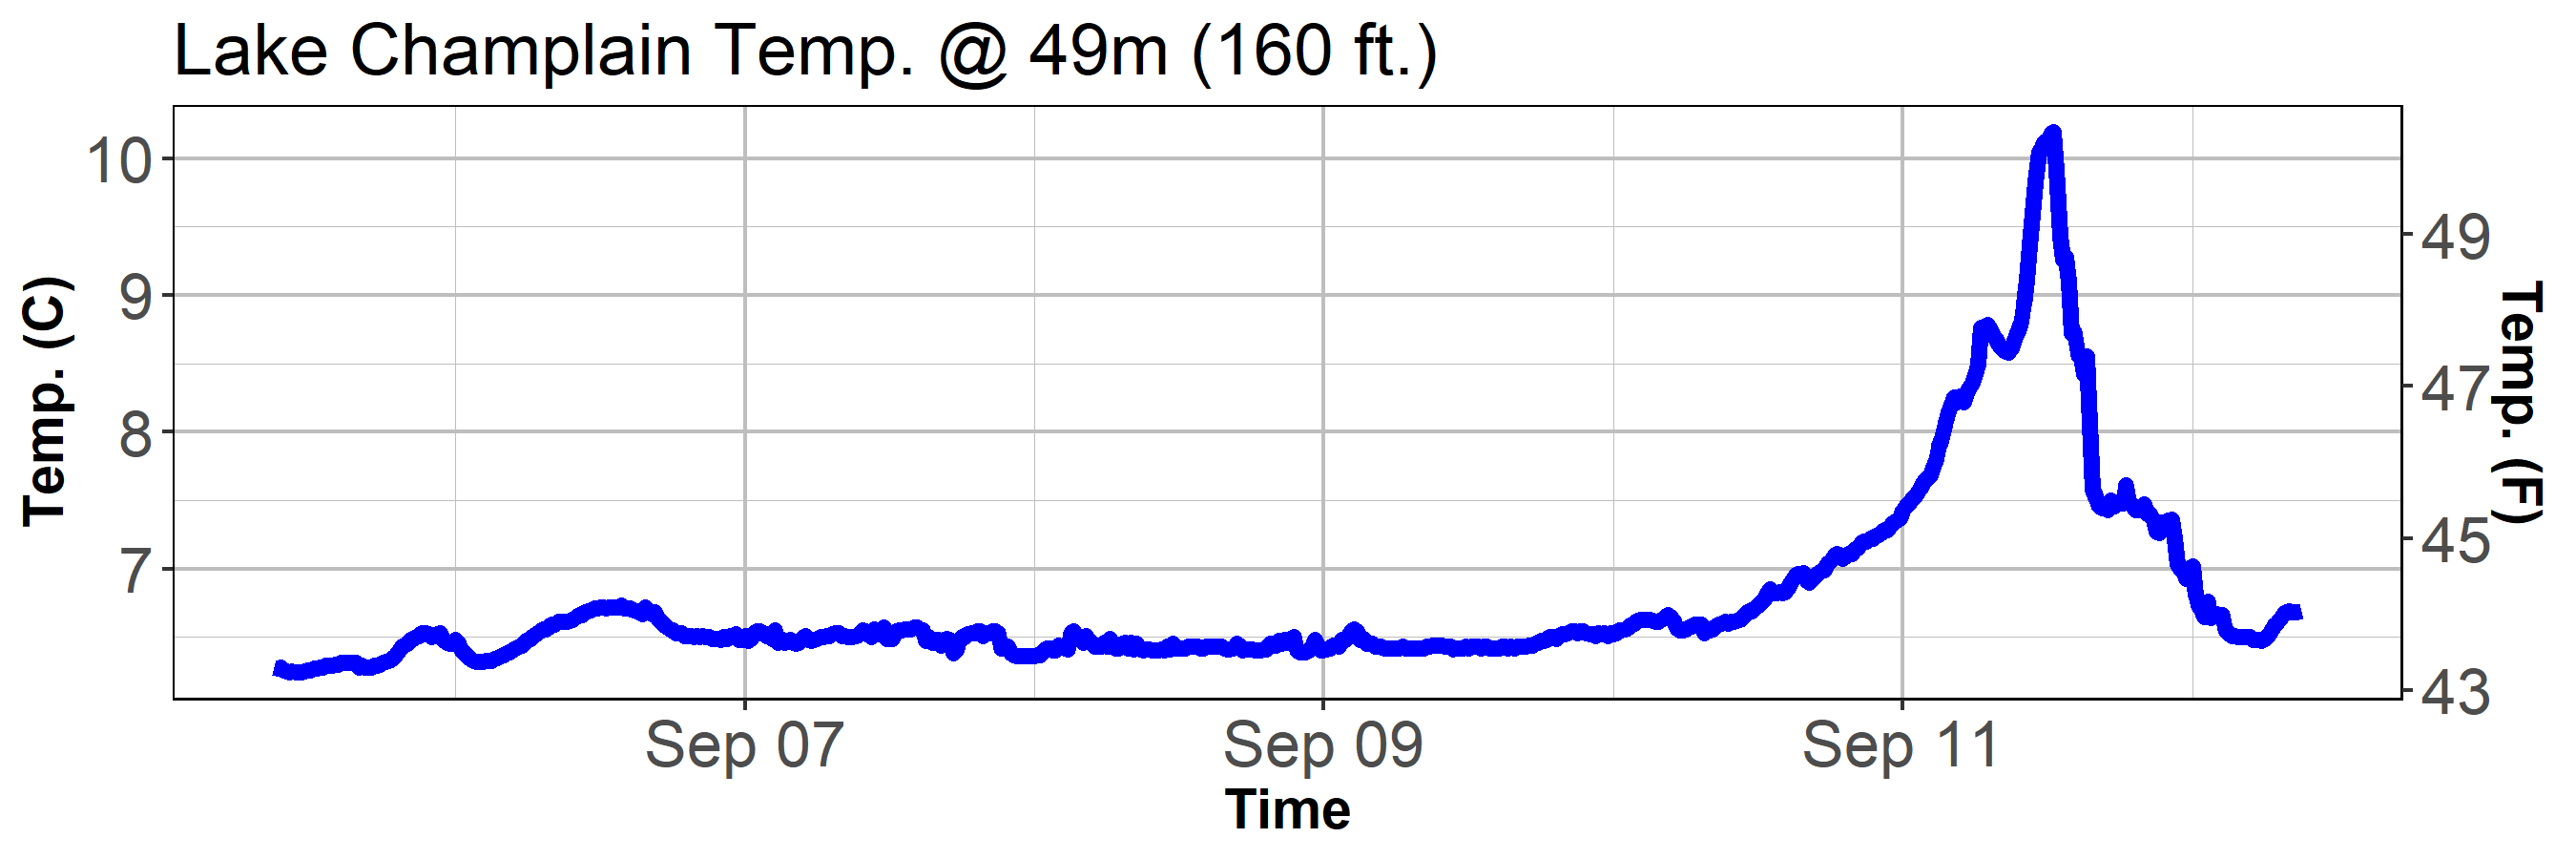 Lake Champlain Temp. @ 49m (160 ft.)
10
9
8
7
Temp. (C)
49
47
45
43
Temp. (F)
Sep 07
Sep 09
Sep 11
Time